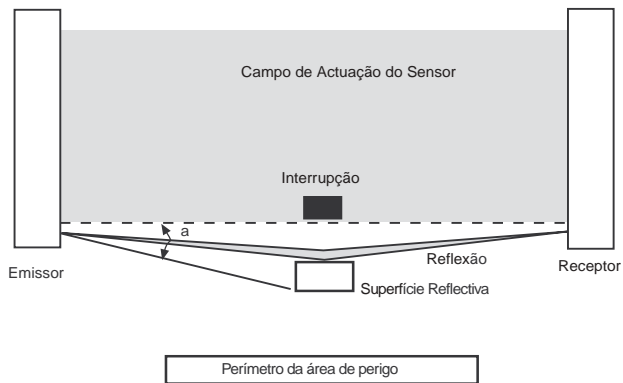 Campo de Actuação do Sensor
Interrupção
a
Reflexão
Emissor
Receptor
Superfície Reflectiva
Perímetro da área de perigo